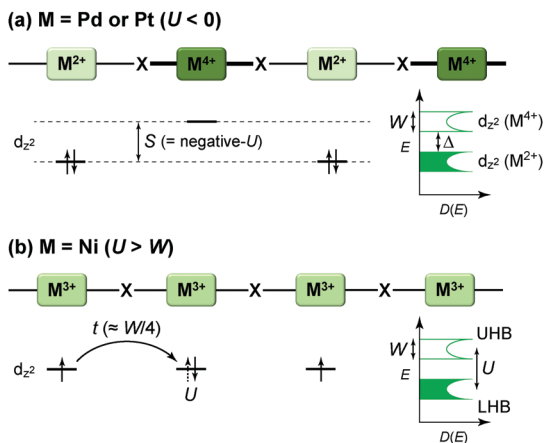 (a) M = Pd or Pt (U < 0)
M2+ X M4+ X M2+ X M4+
dz2
S (= negative-U)
W
E
Δ
dz2 (M4+)
dz2 (M2+)
D(E)
(b) M = Ni (U > W)
M3+ X M3+ X M3+ X M3+
t (≈ W/4)
dz2
U
W
E
UHB
U
LHB
D(E)